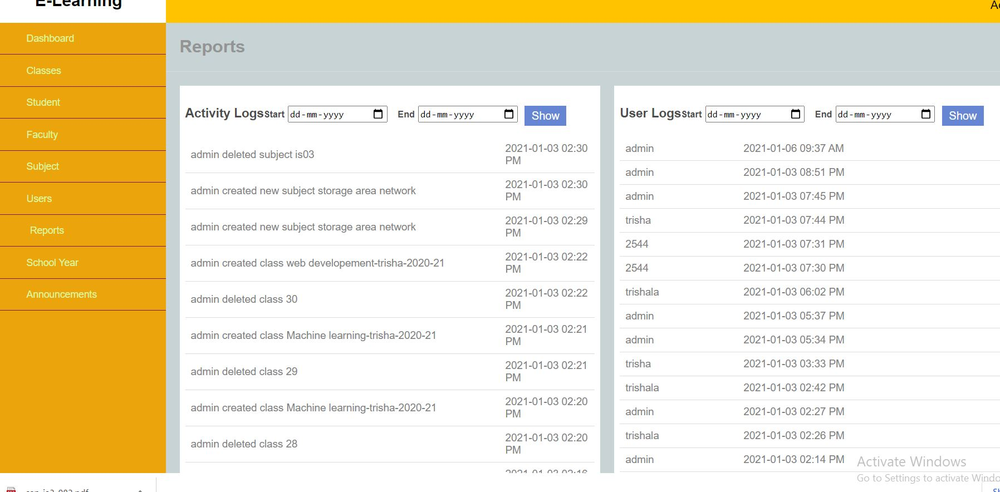 E-Learning
Dashboard
Classes
Student
Faculty
Subject
Users
Reports
School Year
Announcements
Reports
Activity Logs Start dd-mm-yyyy End dd-mm-yyyy Show
admin deleted subject is03 2021-01-03 02:30
PM
admin created new subject storage area network 2021-01-03 02:30
PM
admin created new subject storage area network 2021-01-03 02:29
PM
admin created class web developement-trisha-2020-21 2021-01-03 02:22
PM
admin deleted class 30 2021-01-03 02:22
PM
admin created class Machine learning-trisha-2020-21 2021-01-03 02:21
PM
admin deleted class 29 2021-01-03 02:21
PM
admin created class Machine learning-trisha-2020-21 2021-01-03 02:20
PM
admin deleted class 28 2021-01-03 02:20
PM
User Logs Start dd-mm-yyyy End dd-mm-yyyy Show
admin 2021-01-06 09:37 AM
admin 2021-01-03 08:51 PM
admin 2021-01-03 07:45 PM
trisha 2021-01-03 07:44 PM
2544 2021-01-03 07:31 PM
2544 2021-01-03 07:30 PM
trishala 2021-01-03 06:02 PM
admin 2021-01-03 05:37 PM
admin 2021-01-03 05:34 PM
trisha 2021-01-03 03:33 PM
trishala 2021-01-03 02:42 PM
admin 2021-01-03 02:27 PM
trishala 2021-01-03 02:26 PM
admin 2021-01-03 02:14 PM
Activate Windows
Go to Settings to activate Windo